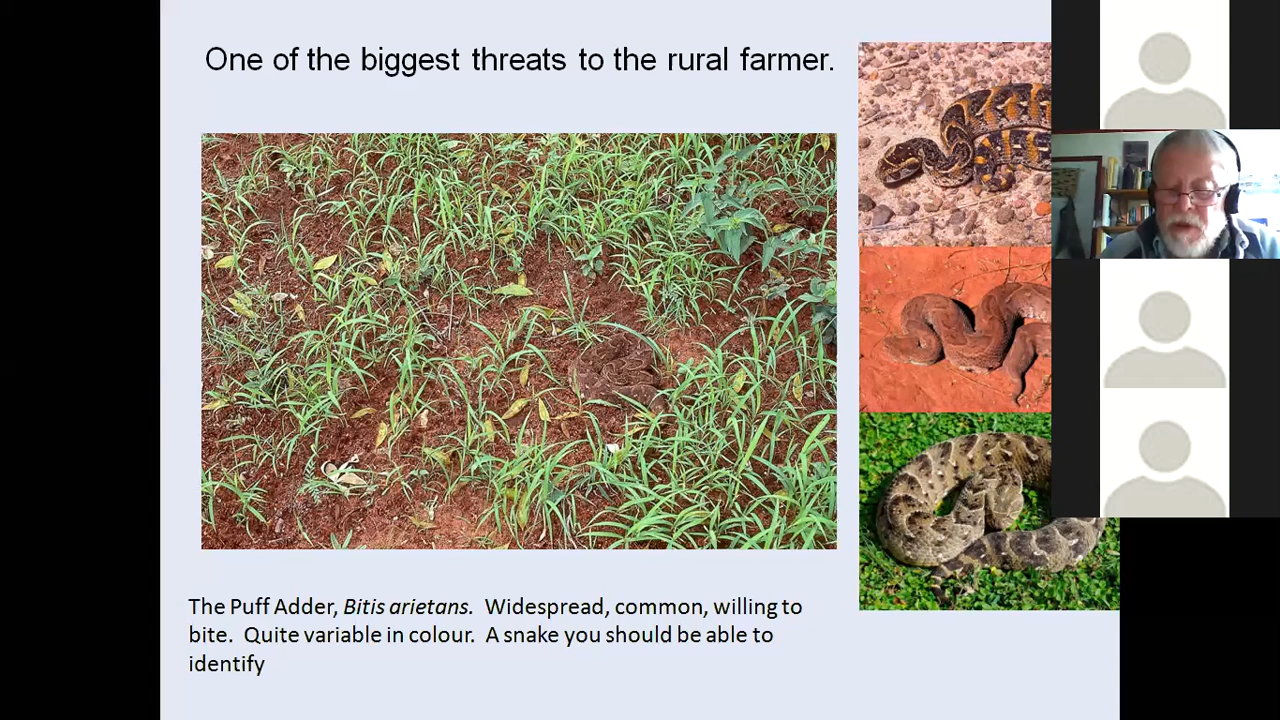 One of the biggest threats to the rural farmer.
The Puff Adder, Bitis arietans.  Widespread, common, willing to
bite.  Quite variable in colour.  A snake you should be able to
identify